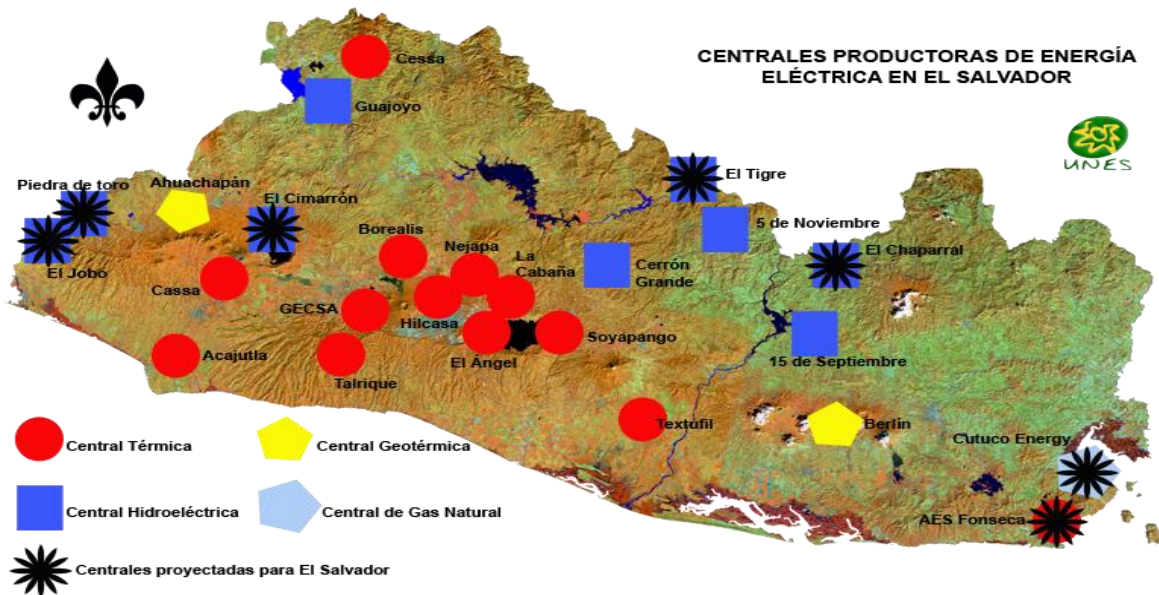 CENTRALES PRODUCTORAS DE ENERGÍA
ELÉCTRICA EN EL SALVADOR
UNES
Cessa
Guajoyo
Piedra de toro
Ahuachapán
El Cimarrón
El Jobo
El Tigre
5 de Noviembre
El Chaparral
Borealis
Nejapa
La
Cabaña
Cerrón
Grande
Cassa
GECSA
Hilcasa
El Ángel
Soyapango
15 de Septiembre
Acajutla
Talrique
Textufil
Berlín
Cutuco Energy
AES Fonseca
Central Térmica
Central Geotérmica
Central Hidroeléctrica
Central de Gas Natural
Centrales proyectadas para El Salvador